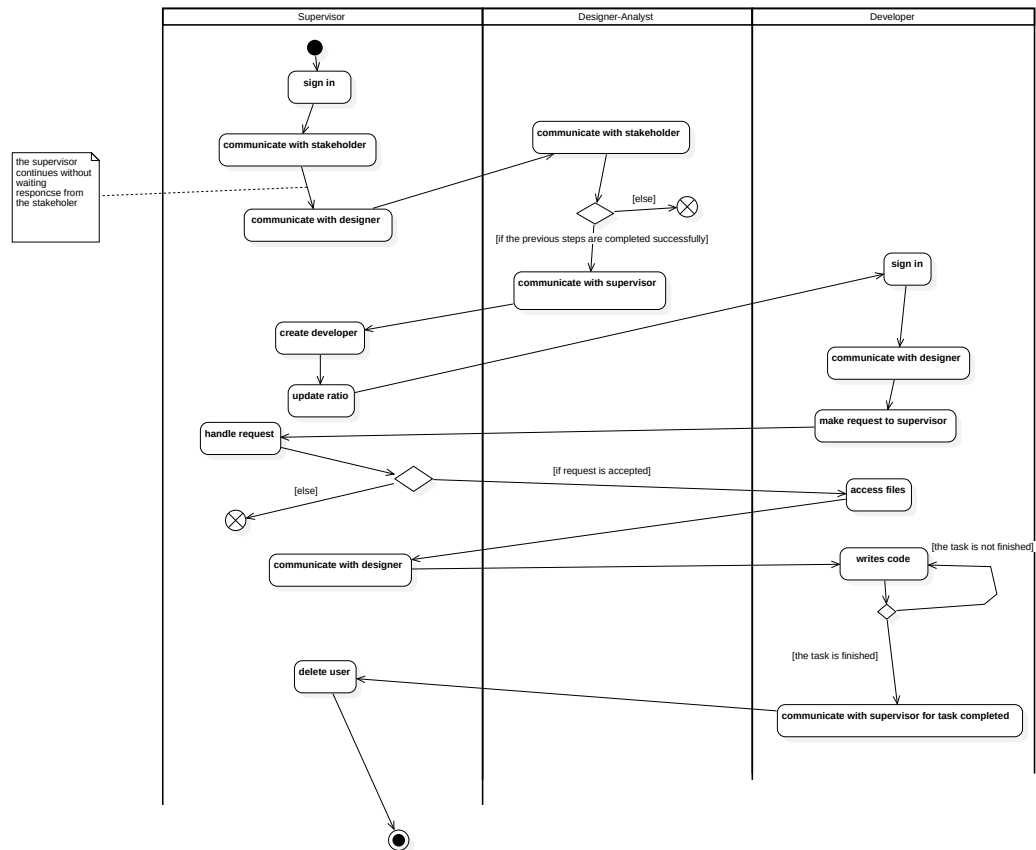 Supervisor
Designer-Analyst
Developer
sign in
communicate with stakeholder
communicate with stakeholder
the supervisor
continues without
waiting
responcse from
the stakeholer
[else]
communicate with designer
[if the previous steps are completed successfully]
sign in
communicate with supervisor
create developer
communicate with designer
update ratio
make request to supervisor
handle request
[if request is accepted]
[else]
access files
[the task is not finished]
writes code
communicate with designer
[the task is finished]
delete user
communicate with supervisor for task completed